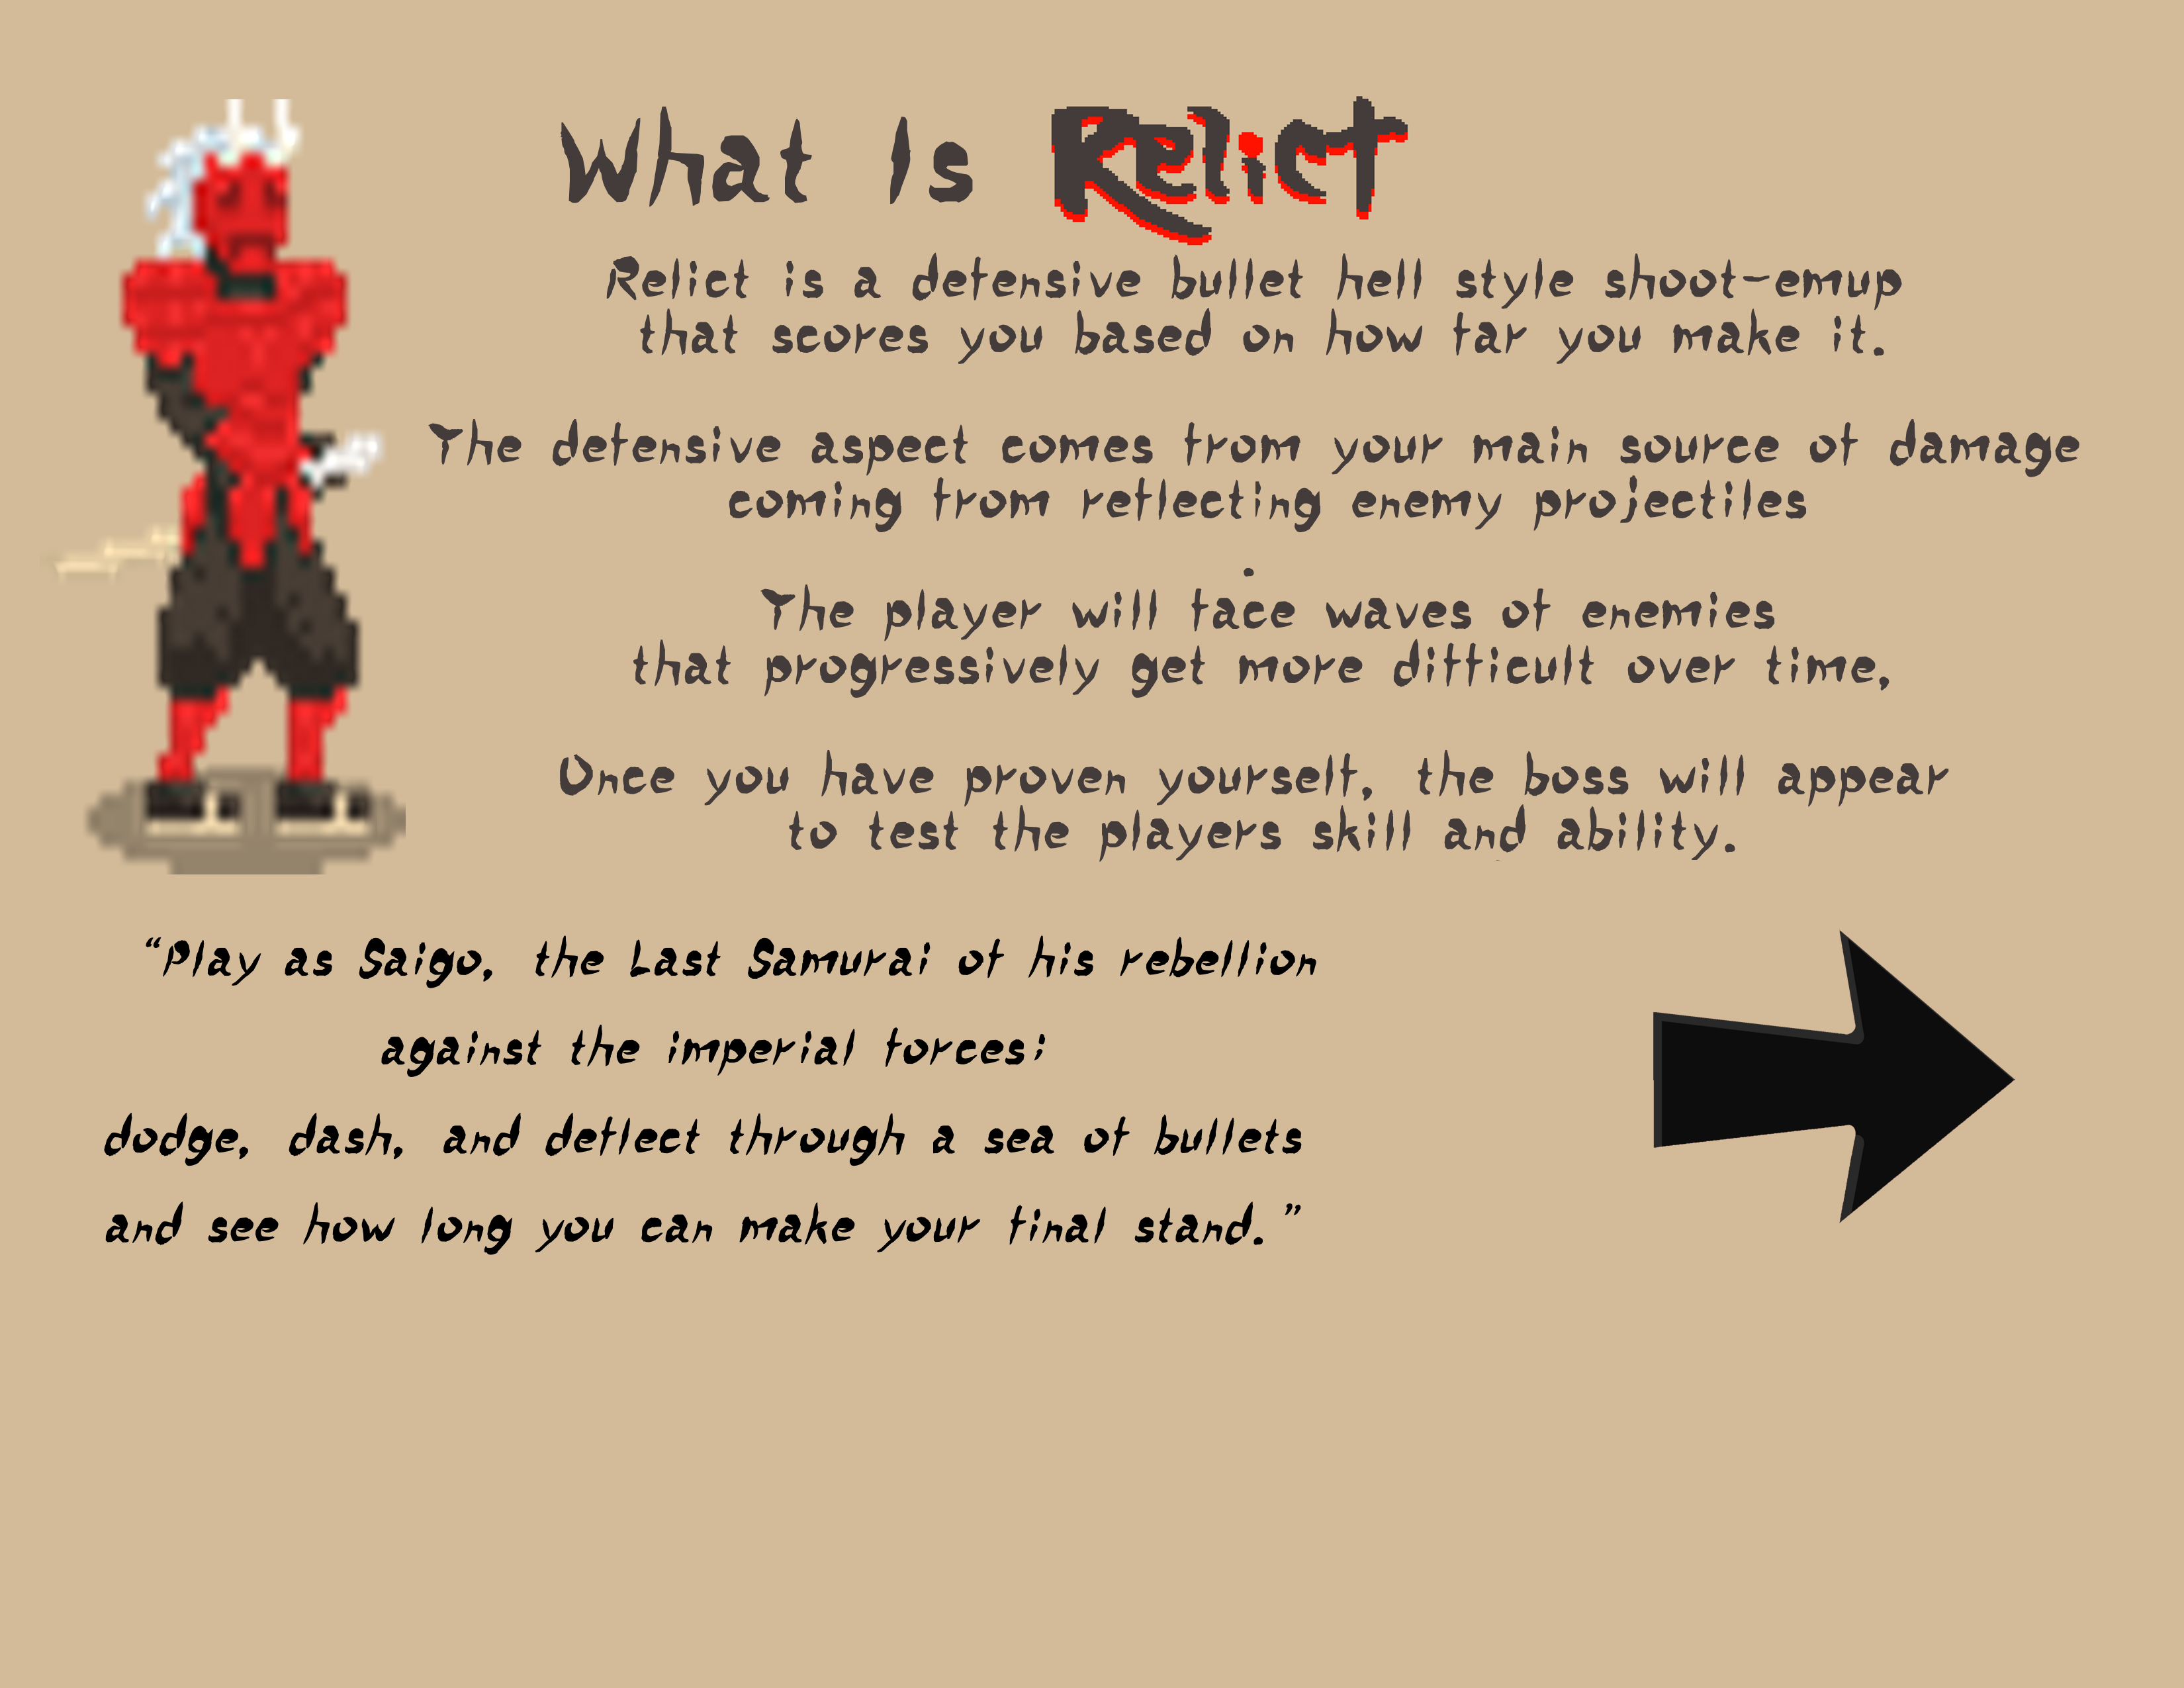 What Is Relict
Relict is a defensive bullet hell style shoot-emup
that scores you based on how far you make it.
The defensive aspect comes from your main source of damage
coming from reflecting enemy projectiles
.
The player will face waves of enemies
that progressively get more difficult over time,
Once you have proven yourself, the boss will appear
to test the players skill and ability.
“Play as Saigo, the Last Samurai of his rebellion
against the imperial forces;
dodge, dash, and deflect through a sea of bullets
and see how long you can make your final stand.”